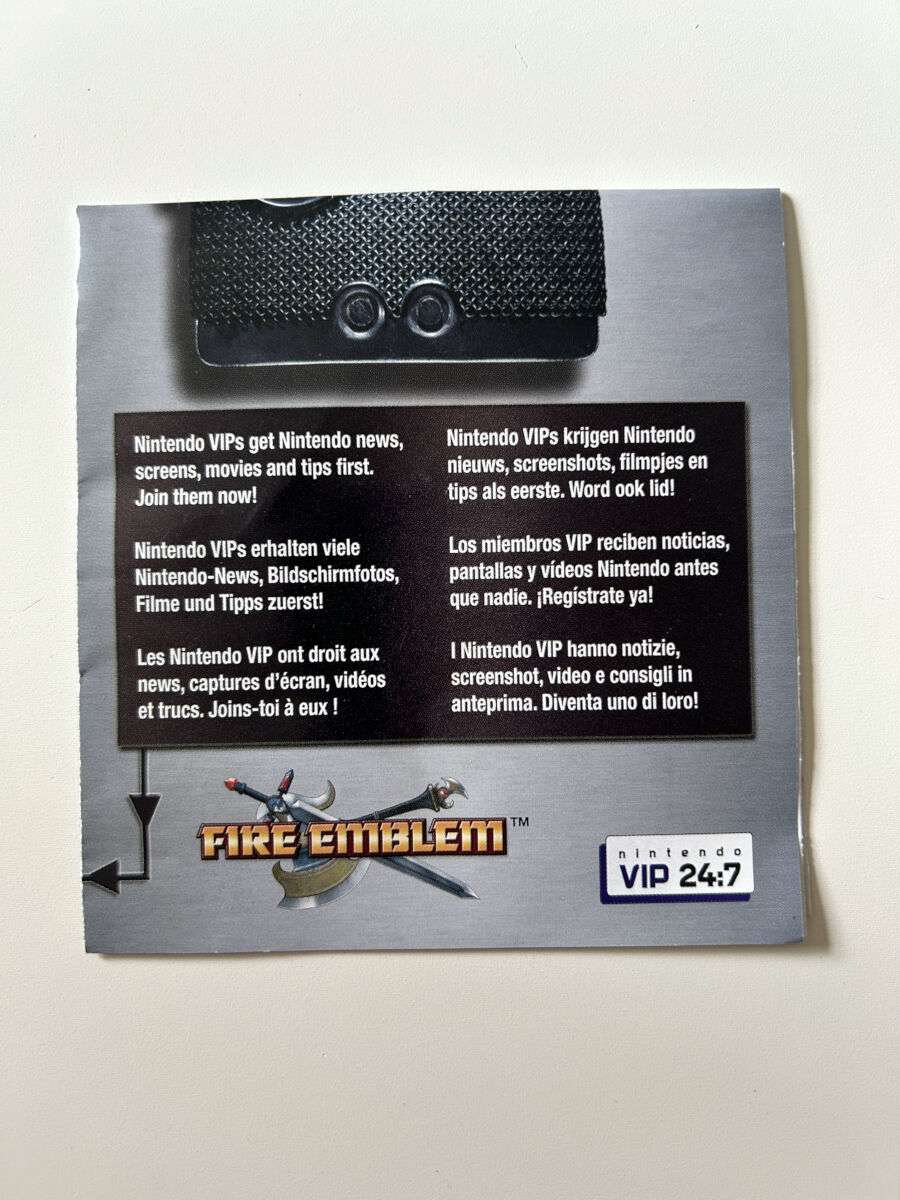 Nintendo VIPs get Nintendo news,
screens, movies and tips first.
Join them now!
Nintendo VIPs erhalten viele
Nintendo-News, Bildschirmfotos,
Filme und Tipps zuerst!
Les Nintendo VIP ont droit aux
news, captures d'écran, vidéos
et trucs. Joins-toi à eux !
Nintendo VIPs krijgen Nintendo
nieuws, screenshots, filmpjes en
tips als eerste. Word ook lid!
Los miembros VIP reciben noticias,
pantallas y vídeos Nintendo antes
que nadie. ¡Regístrate ya!
I Nintendo VIP hanno notizie,
screenshot, video e consigli in
anteprima. Diventa uno di loro!
FIRE EMBLEM™
nintendo
VIP 24:7